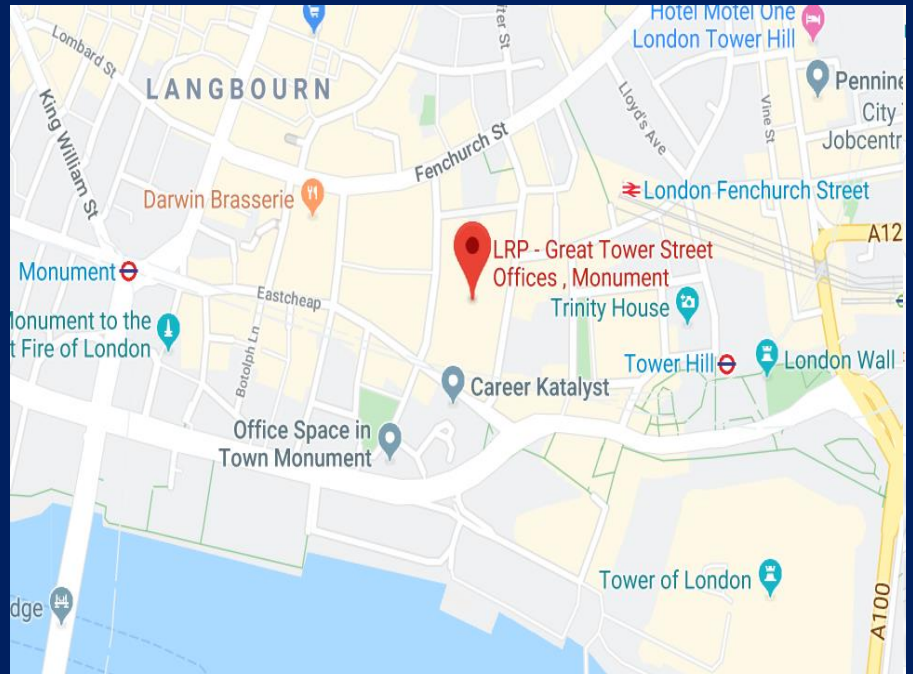 Hotel Motel One
London Tower Hill
Lombard St
LANGBOURN
Lloyd's Ave
Vine St
Pennine
City
Jobcentr
King William St
Fenchurch St
Darwin Brasserie
London Fenchurch Street
A12
LRP - Great Tower Street
Offices , Monument
Monument
Eastcheap
Trinity House
Monument to the
t Fire of London
Botolph Ln
Tower Hill
London Wall
Career Katalyst
Office Space in
Town Monument
Tower of London
dge
A100